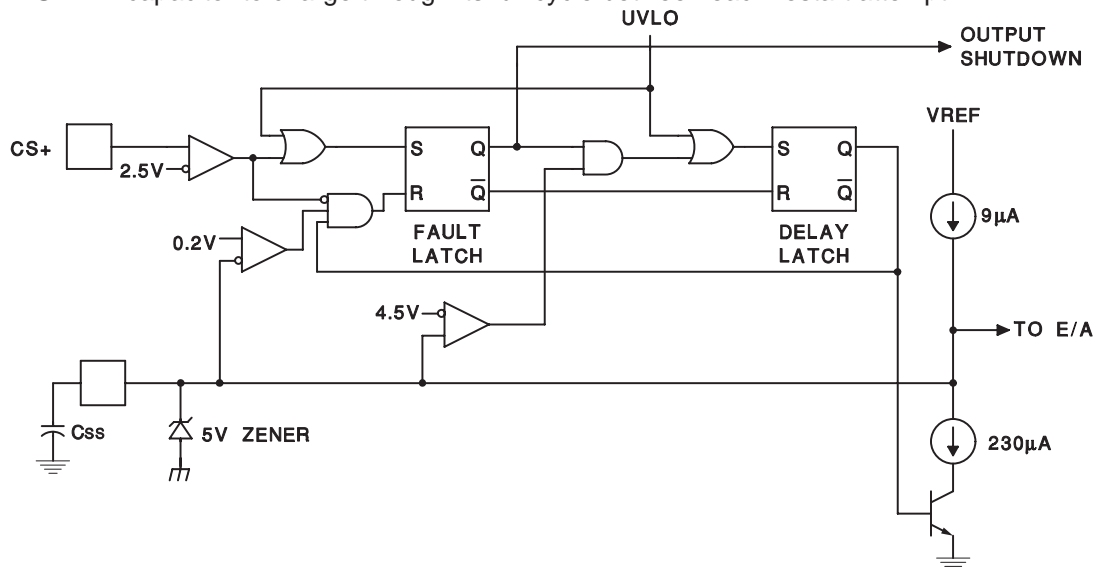 UVLO
OUTPUT
SHUTDOWN
VREF
CS+
2.5V
S Q
R Q̅
FAULT
LATCH
S Q
R Q̅
DELAY
LATCH
9µA
0.2V
4.5V
TO E/A
Css
5V ZENER
230µA